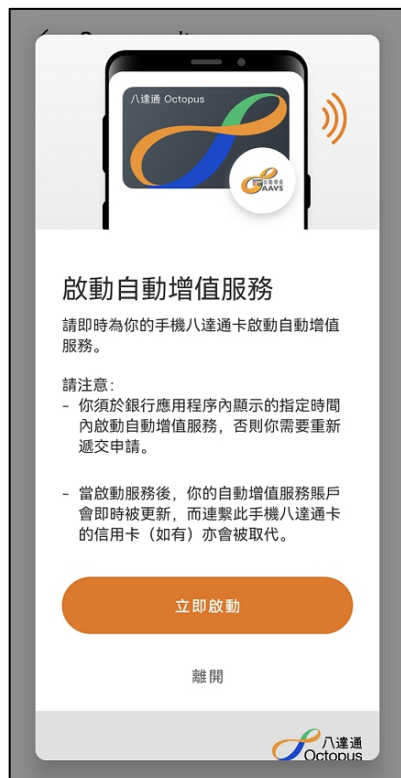 八達通 Octopus
自動增值
AAVS
啟動自動增值服務
請即時為你的手機八達通卡啟動自動增值
服務。
請注意:
- 你須於銀行應用程序內顯示的指定時間
內啟動自動增值服務，否則你需要重新
遞交申請。
- 當啟動服務後，你的自動增值服務賬戶
會即時被更新，而連繫此手機八達通卡
的信用卡（如有）亦會被取代。
立即啟動
離開
八達通
Octopus